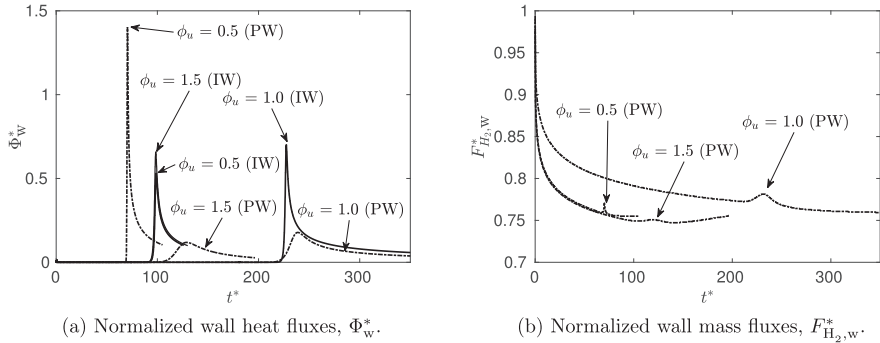 1.5
1
0.5
0
0
100
200
300
Φ*w
t*
ϕu = 0.5 (PW)
ϕu = 1.5 (IW)
ϕu = 1.0 (IW)
ϕu = 0.5 (IW)
ϕu = 1.5 (PW)
ϕu = 1.0 (PW)
(a) Normalized wall heat fluxes, Φ*w.
1
0.95
0.9
0.85
0.8
0.75
0.7
0
100
200
300
F*H2,w
t*
ϕu = 0.5 (PW)
ϕu = 1.0 (PW)
ϕu = 1.5 (PW)
(b) Normalized wall mass fluxes, F*H2,w.